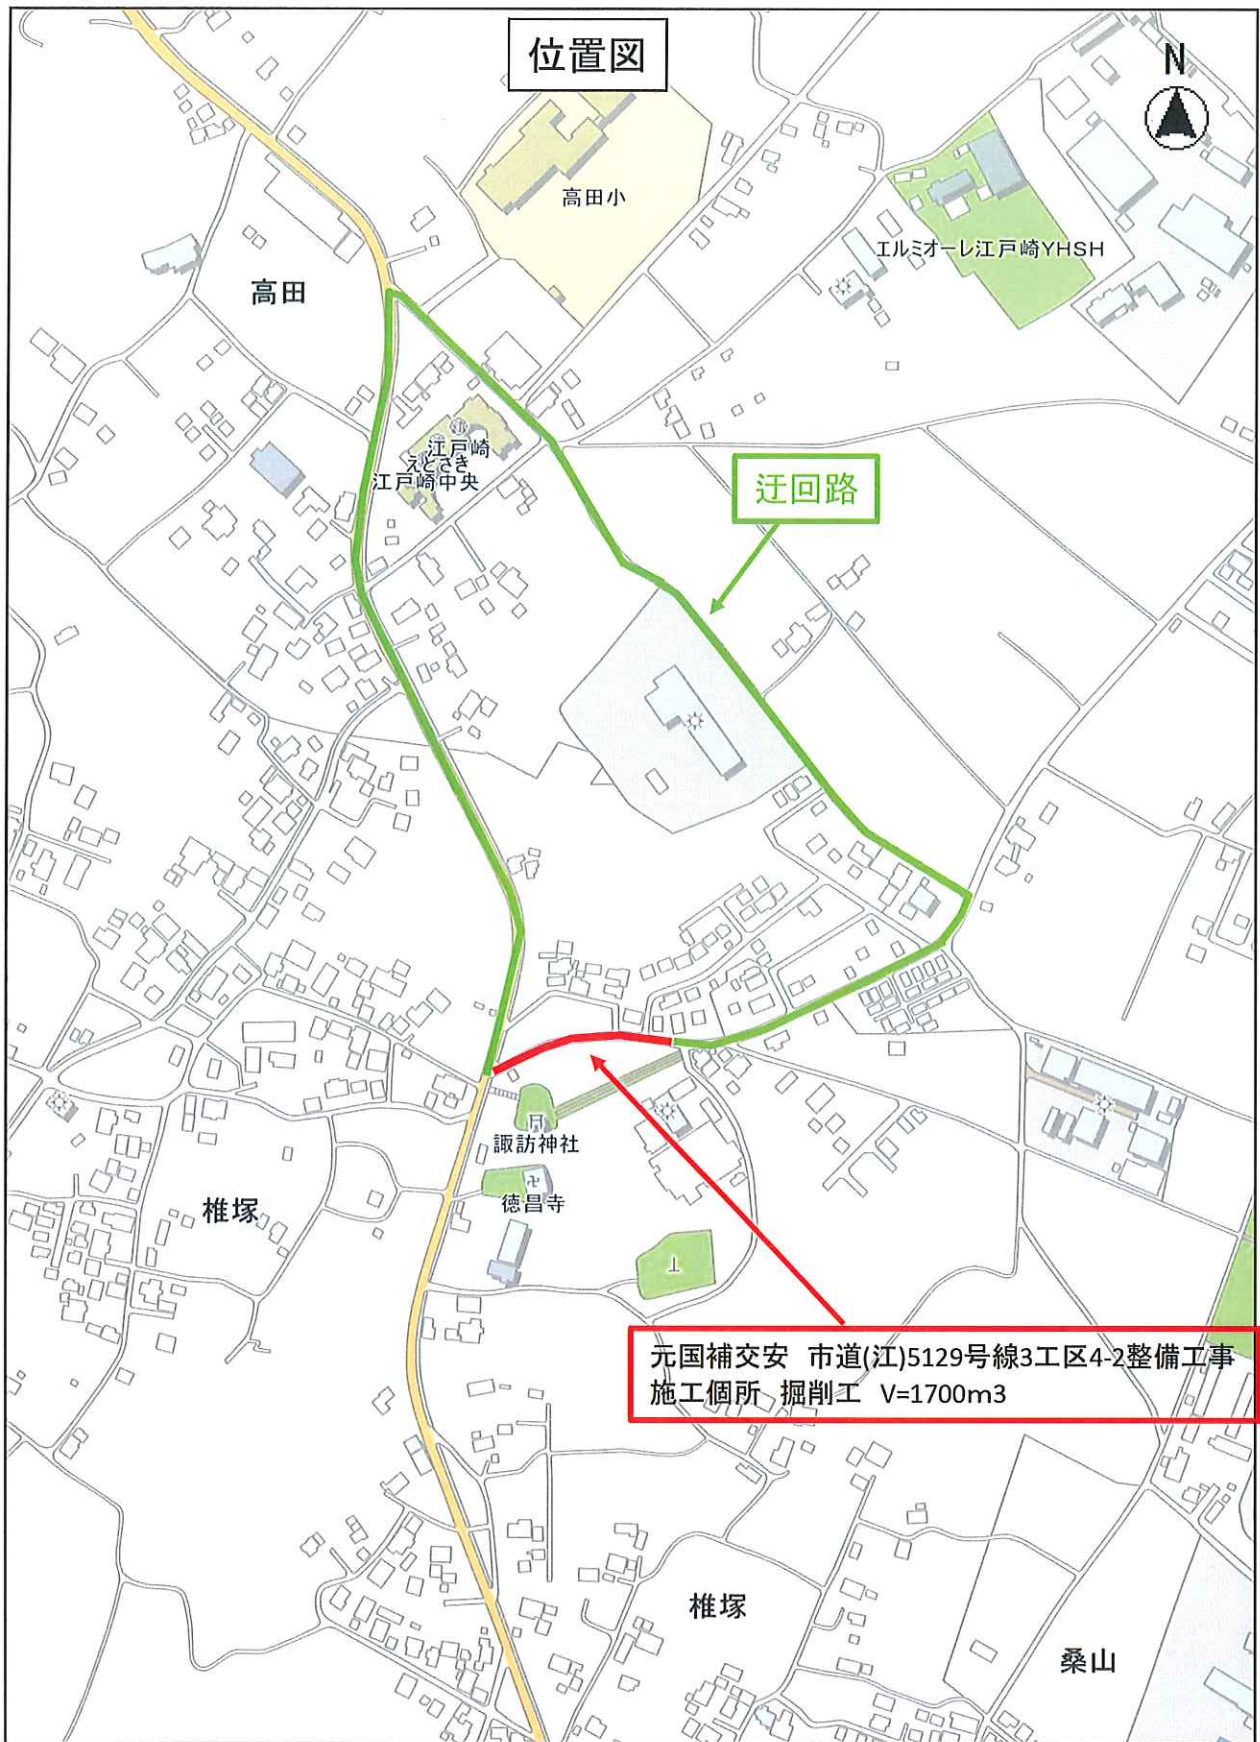 位置図
N
高田小
エルミオーレ江戸崎YHSH
高田
江戸崎
えどさき
江戸崎中央
迂回路
諏訪神社
徳昌寺
椎塚
元国補交安 市道(江)5129号線3工区4-2整備工事
施工個所 掘削工 V=1700m3
椎塚
桑山